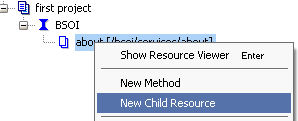 first project
BSOI
about [/bsoi/services/about]
Show Resource Viewer Enter
New Method
New Child Resource